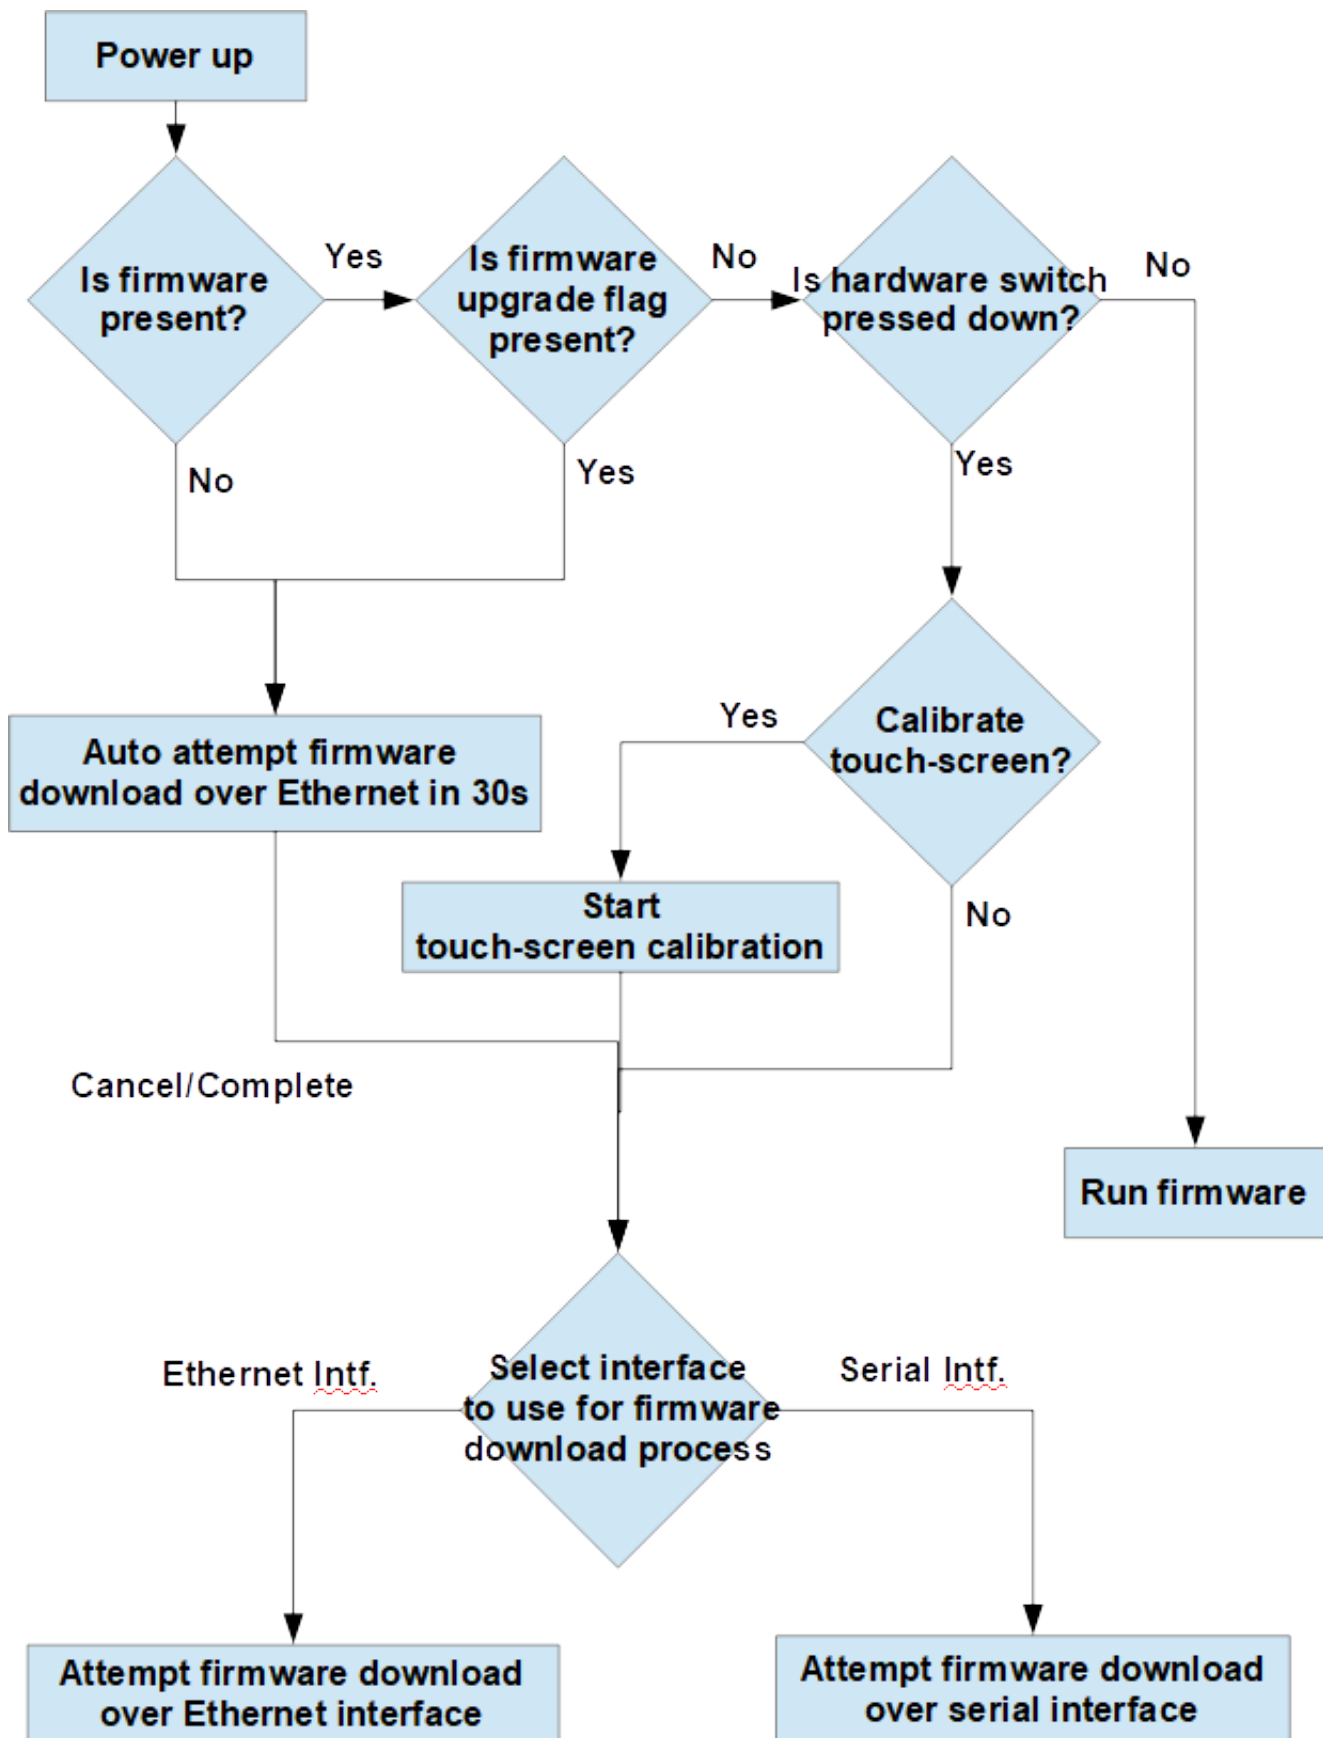 Power up
Is firmware
present?
Yes
Is firmware
upgrade flag
present?
No
Is hardware switch
pressed down?
No
No
Yes
Yes
Auto attempt firmware
download over Ethernet in 30s
Yes
Calibrate
touch-screen?
Start
touch-screen calibration
No
Cancel/Complete
Run firmware
Ethernet Intf.
Select interface
to use for firmware
download process
Serial Intf.
Attempt firmware download
over Ethernet interface
Attempt firmware download
over serial interface